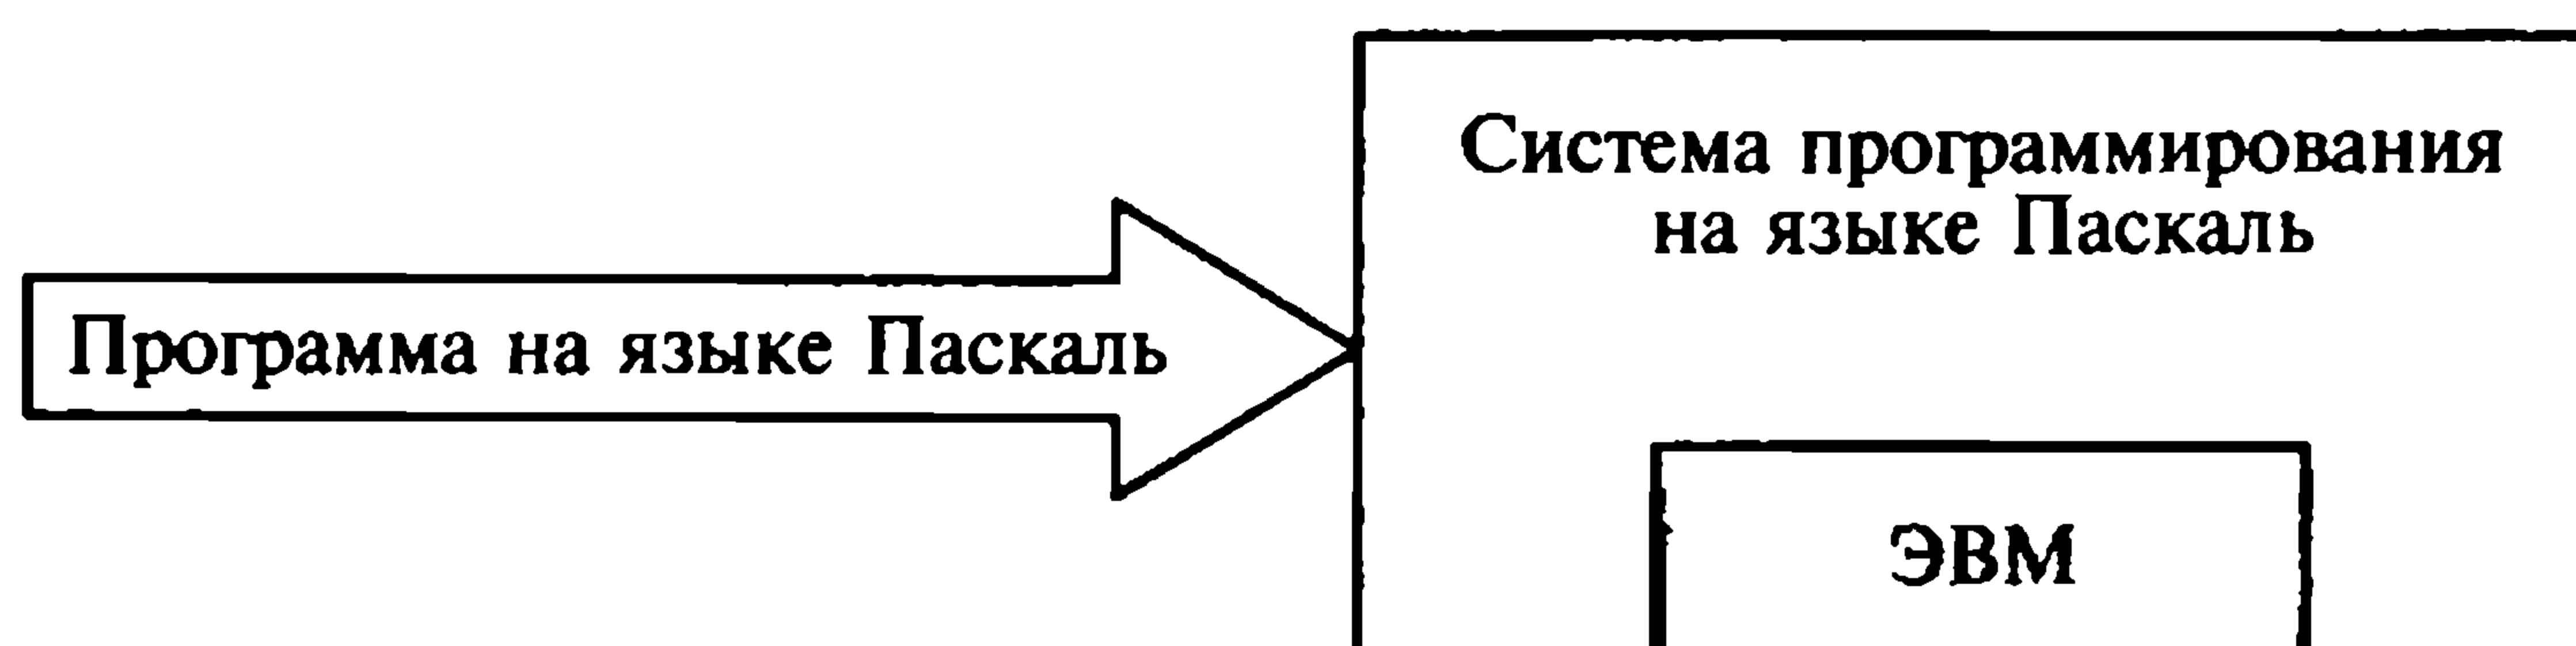 Система программирования
на языке Паскаль
Программа на языке Паскаль
ЭВМ